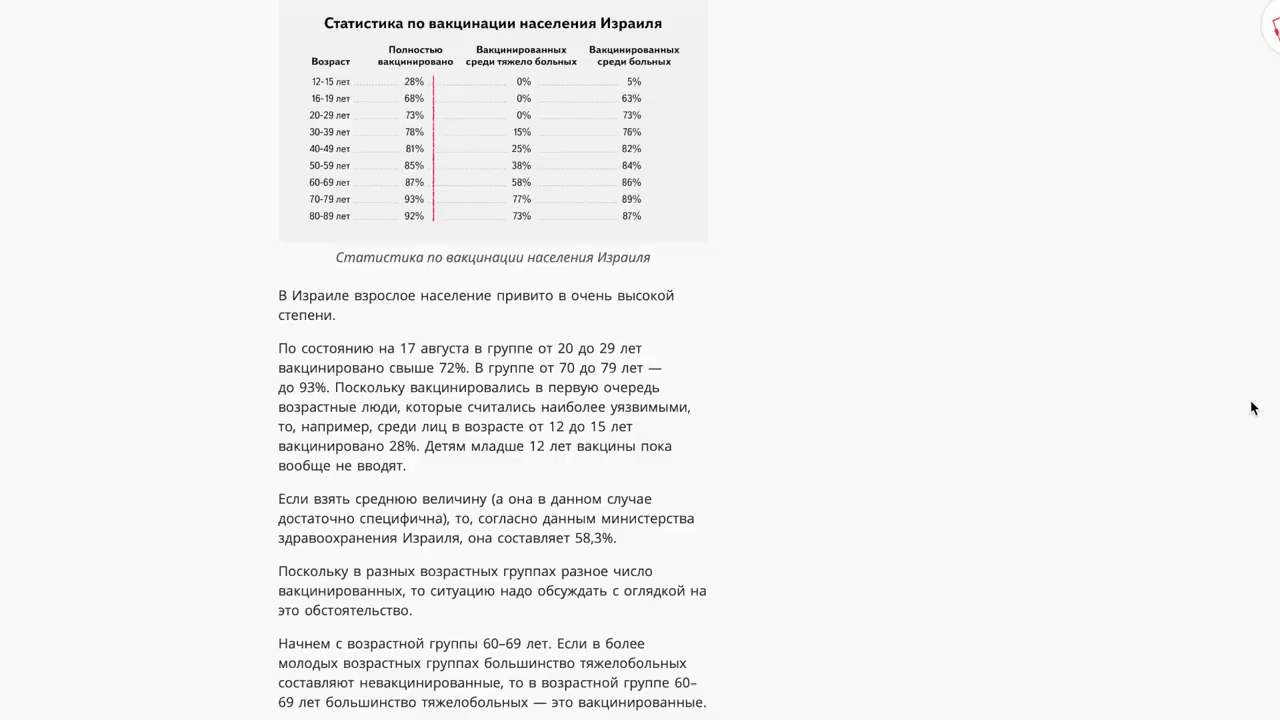 Статистика по вакцинации населения Израиля
Возраст Полностью вакцинировано Вакцинированных среди тяжело больных Вакцинированных среди больных
12-15 лет 28% 0% 5%
16-19 лет 68% 0% 63%
20-29 лет 73% 0% 73%
30-39 лет 78% 15% 76%
40-49 лет 81% 25% 82%
50-59 лет 85% 38% 84%
60-69 лет 87% 58% 86%
70-79 лет 93% 77% 89%
80-89 лет 92% 73% 87%
Статистика по вакцинации населения Израиля
В Израиле взрослое население привито в очень высокой
степени.
По состоянию на 17 августа в группе от 20 до 29 лет
вакцинировано свыше 72%. В группе от 70 до 79 лет —
до 93%. Поскольку вакцинировались в первую очередь
возрастные люди, которые считались наиболее уязвимыми,
то, например, среди лиц в возрасте от 12 до 15 лет
вакцинировано 28%. Детям младше 12 лет вакцины пока
вообще не вводят.
Если взять среднюю величину (а она в данном случае
достаточно специфична), то, согласно данным министерства
здравоохранения Израиля, она составляет 58,3%.
Поскольку в разных возрастных группах разное число
вакцинированных, то ситуацию надо обсуждать с оглядкой на
это обстоятельство.
Начнем с возрастной группы 60–69 лет. Если в более
молодых возрастных группах большинство тяжелобольных
составляют невакцинированные, то в возрастной группе 60–
69 лет большинство тяжелобольных — это вакцинированные.